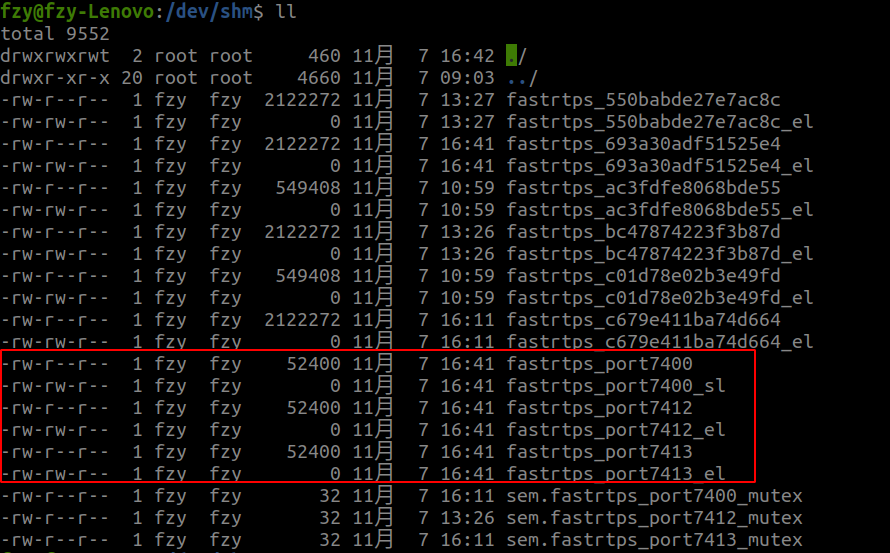 fzy@fzy-Lenovo:/dev/shm$ ll
total 9552
drwxrwxrwt  2 root root     460 11月  7 16:42 ./
drwxr-xr-x 20 root root    4660 11月  7 09:03 ../
-rw-r--r--  1 fzy  fzy  2122272 11月  7 13:27 fastrtps_550babde27e7ac8c
-rw-rw-r--  1 fzy  fzy        0 11月  7 13:27 fastrtps_550babde27e7ac8c_el
-rw-r--r--  1 fzy  fzy  2122272 11月  7 16:41 fastrtps_693a30adf51525e4
-rw-rw-r--  1 fzy  fzy        0 11月  7 16:41 fastrtps_693a30adf51525e4_el
-rw-r--r--  1 fzy  fzy   549408 11月  7 10:59 fastrtps_ac3fdfe8068bde55
-rw-rw-r--  1 fzy  fzy        0 11月  7 10:59 fastrtps_ac3fdfe8068bde55_el
-rw-r--r--  1 fzy  fzy  2122272 11月  7 13:26 fastrtps_bc47874223f3b87d
-rw-rw-r--  1 fzy  fzy        0 11月  7 13:26 fastrtps_bc47874223f3b87d_el
-rw-r--r--  1 fzy  fzy   549408 11月  7 10:59 fastrtps_c01d78e02b3e49fd
-rw-rw-r--  1 fzy  fzy        0 11月  7 10:59 fastrtps_c01d78e02b3e49fd_el
-rw-r--r--  1 fzy  fzy  2122272 11月  7 16:11 fastrtps_c679e411ba74d664
-rw-rw-r--  1 fzy  fzy        0 11月  7 16:11 fastrtps_c679e411ba74d664_el
-rw-r--r--  1 fzy  fzy    52400 11月  7 16:41 fastrtps_port7400
-rw-rw-r--  1 fzy  fzy        0 11月  7 16:41 fastrtps_port7400_sl
-rw-r--r--  1 fzy  fzy    52400 11月  7 16:41 fastrtps_port7412
-rw-rw-r--  1 fzy  fzy        0 11月  7 16:41 fastrtps_port7412_el
-rw-r--r--  1 fzy  fzy    52400 11月  7 16:41 fastrtps_port7413
-rw-rw-r--  1 fzy  fzy        0 11月  7 16:41 fastrtps_port7413_el
-rw-r--r--  1 fzy  fzy       32 11月  7 16:11 sem.fastrtps_port7400_mutex
-rw-r--r--  1 fzy  fzy       32 11月  7 13:26 sem.fastrtps_port7412_mutex
-rw-r--r--  1 fzy  fzy       32 11月  7 16:11 sem.fastrtps_port7413_mutex